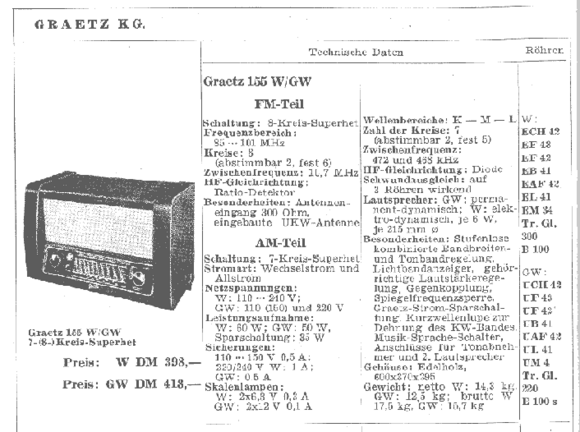 GRAETZ KG.
Technische Daten
Röhren
Graetz 155 W/GW
7-(8-)Kreis-Superhet
Preis: W DM 398,—
Preis: GW DM 418,—
Graetz 155 W/GW
FM-Teil
Schaltung: 8-Kreis-Superhet
Frequenzbereich:
85 ... 101 MHz
Kreise: 8
(abstimmbar 2, fest 6)
Zwischenfrequenz: 10,7 MHz
HF-Gleichrichtung:
Ratio-Detektor
Besonderheiten: Antennen-
eingang 300 Ohm,
eingebaute UKW-Antenne
AM-Teil
Schaltung: 7-Kreis-Superhet
Stromart: Wechselstrom und
Allstrom
Netzspannungen:
W: 110 ... 240 V;
GW: 110 (150) und 220 V
Leistungsaufnahme:
W: 60 W; GW: 50 W,
Sparschaltung: 35 W
Sicherungen:
110 ... 150 V 0,5 A;
220/240 V W: 1 A;
GW: 0,5 A
Skalenlampen:
W: 2x6,3 V 0,3 A
GW: 2x12 V 0,1 A
Wellenbereiche: K — M — L
Zahl der Kreise: 7
(abstimmbar 2, fest 5)
Zwischenfrequenz:
472 und 468 kHz
HF-Gleichrichtung: Diode
Schwundausgleich: auf
3 Röhren wirkend
Lautsprecher: GW: perma-
nent-dynamisch; W: elek-
tro-dynamisch, je 6 W,
je 215 mm ø
Besonderheiten: Stufenlose
kombinierte Bandbreiten-
und Tonbandregelung,
Lichtbandanzeiger, gehör-
richtige Lautstärkerege-
lung, Gegenkopplung,
Spiegelfrequenzsperre,
Graetz-Strom-Sparschal-
tung. Kurzwellenlupe zur
Dehnung des KW-Bandes,
Musik-Sprache-Schalter,
Anschlüsse für Tonabneh-
mer und 2. Lautsprecher
Gehäuse: Edelholz,
600x370x295
Gewicht: netto W: 14,3 kg,
GW: 12,5 kg; brutto W
17,5 kg, GW: 15,7 kg
W:
ECH 42
EF 43
EF 42
EB 41
EAF 42
EL 41
EM 34
Tr. Gl.
300
B 100
GW:
UCH 42
UF 43
UF 42
UB 41
UAF 42
UL 41
UM 4
Tr. Gl.
220
E 100 s